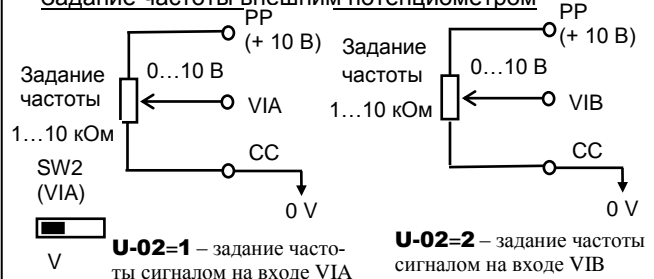 Задание частоты внешним потенциометром
PP
(+ 10 В)
Задание
частоты
0…10 В
VIA
1…10 кОм
CC
SW2
(VIA)
0 V
V
U-02=1 – задание часто-
ты сигналом на входе VIA
PP
(+ 10 В)
Задание
частоты
0…10 В
VIB
1…10 кОм
CC
0 V
U-02=2 – задание частоты
сигналом на входе VIB